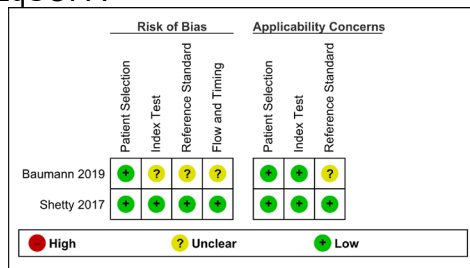 Risk of Bias Applicability Concerns
Patient Selection
Index Test
Reference Standard
Flow and Timing
Patient Selection
Index Test
Reference Standard
Baumann 2019 + ? ? ? + + ?
Shetty 2017 + + + + + + +
- High ? Unclear + Low